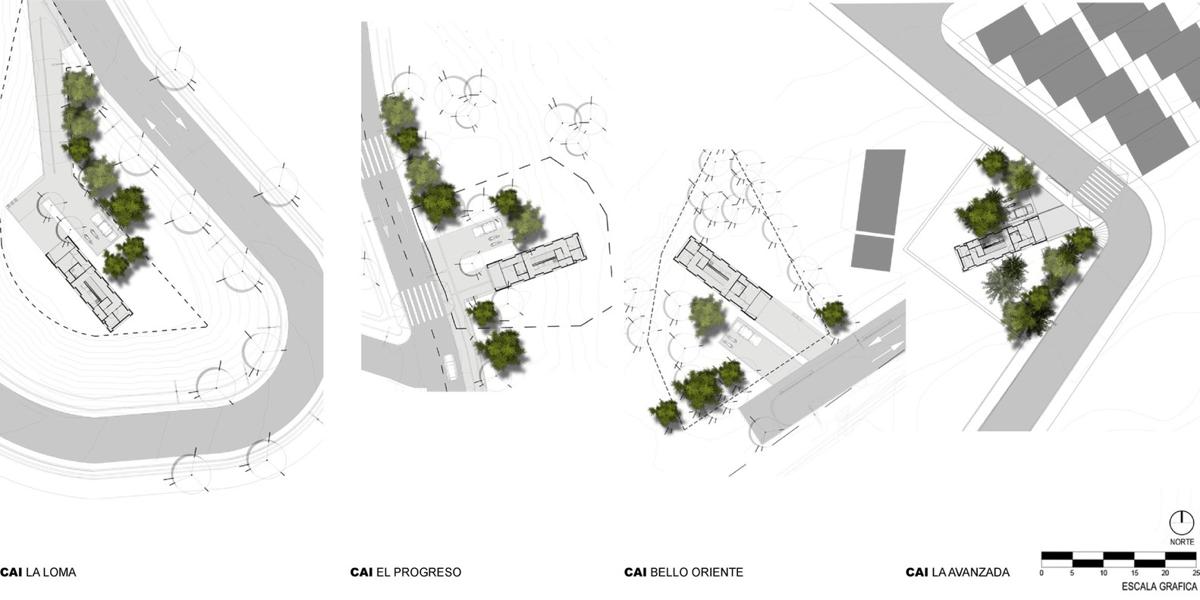 CAI LA LOMA
CAI EL PROGRESO
CAI BELLO ORIENTE
CAI LA AVANZADA
NORTE
0 5 10 15 20 25
ESCALA GRAFICA